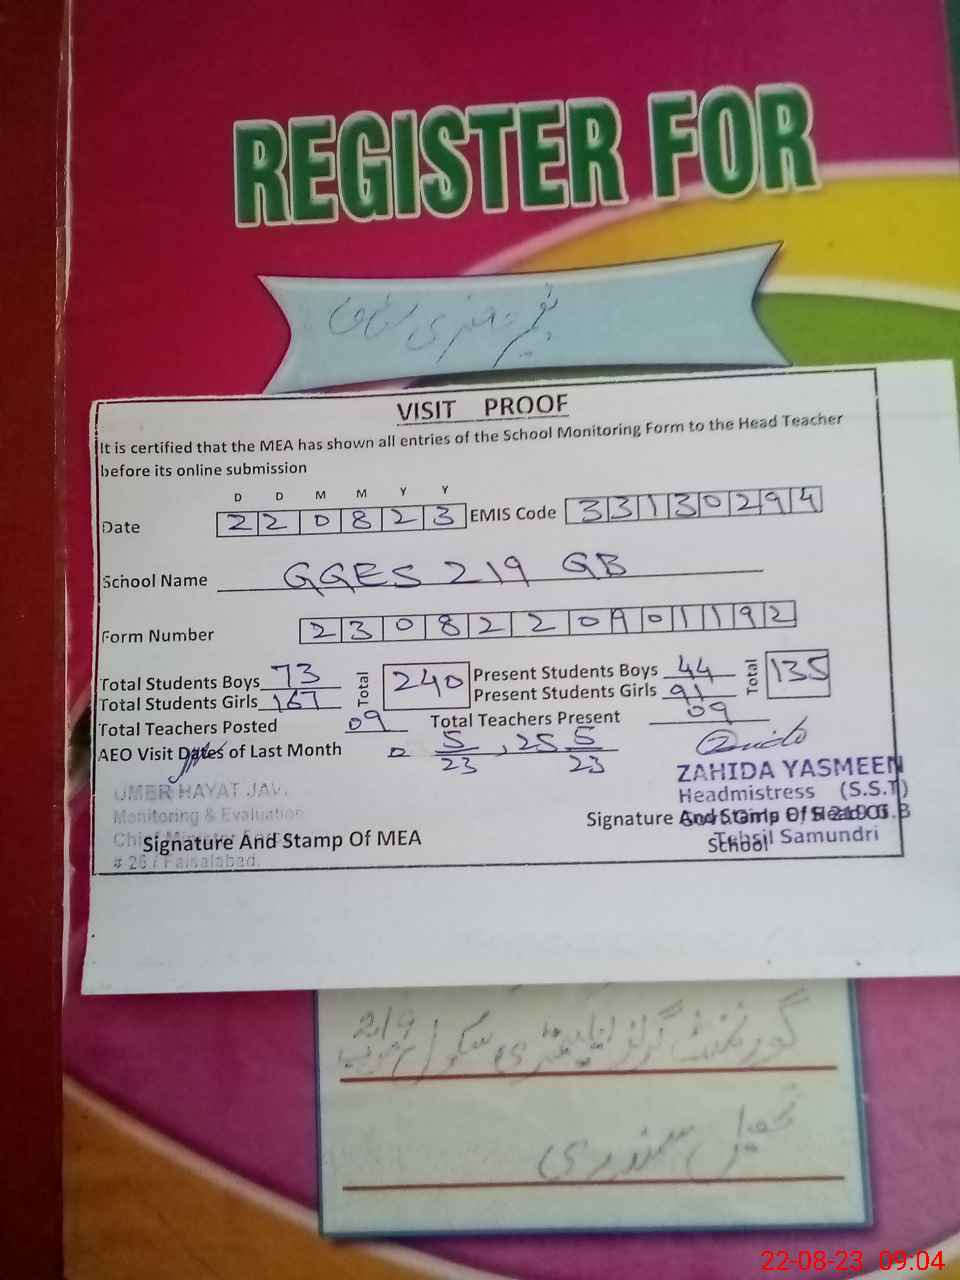 REGISTER FOR
VISIT PROOF
It is certified that the MEA has shown all entries of the School Monitoring Form to the Head Teacher
before its online submission
D D M M Y Y
Date 2 2 0 8 2 3 EMIS Code 3 3 1 3 0 2 9 4
School Name GGES 219 GB
Form Number 2 3 0 8 2 2 0 9 0 1 1 9 2
Total Students Boys 73 Total 240 Present Students Boys 44 Total 135
Total Students Girls 167 Present Students Girls 91
Total Teachers Posted 09 Total Teachers Present 09
AEO Visit Dates of Last Month 5/23, 25 5/23
ZAHIDA YASMEEN
UMER HAYAT
Headmistress (S.S.T)
Monitoring & Evaluation
Signature And Stamp Of Head Of
School
Tehsil Samundri
Signature And Stamp Of MEA
Faisalabad.
گورنمنٹ گرلز ایلیمنٹری سکول 219
تحصیل سمندری
22-08-23 09:04